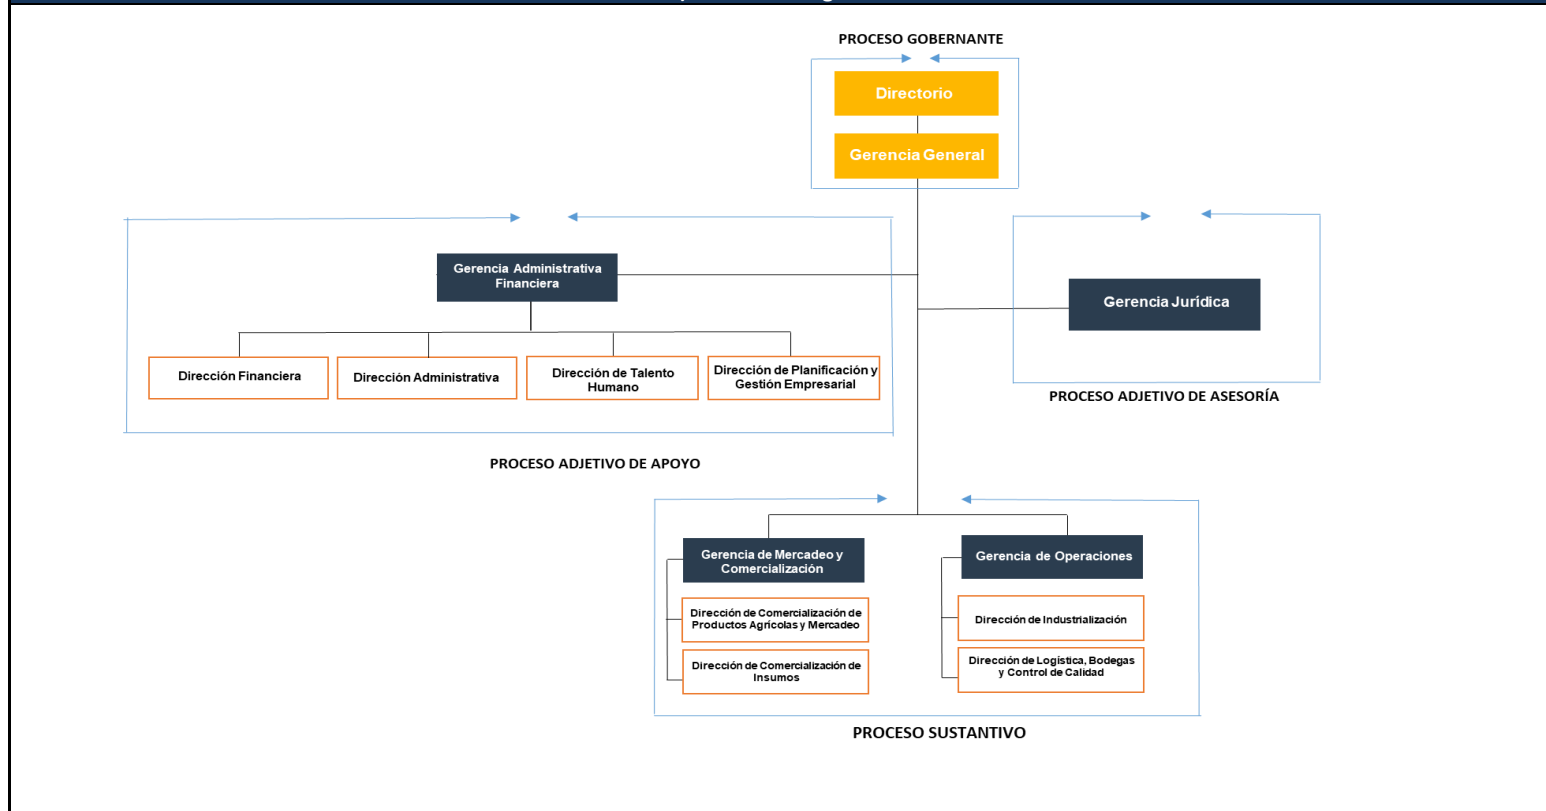 PROCESO GOBERNANTE
Directorio
Gerencia General
Gerencia Administrativa
Financiera
Gerencia Jurídica
Dirección Financiera
Dirección Administrativa
Dirección de Talento
Humano
Dirección de Planificación y
Gestión Empresarial
PROCESO ADJETIVO DE ASESORÍA
PROCESO ADJETIVO DE APOYO
Gerencia de Mercadeo y
Comercialización
Gerencia de Operaciones
Dirección de Comercialización de
Productos Agrícolas y Mercadeo
Dirección de Industrialización
Dirección de Comercialización de
Insumos
Dirección de Logística, Bodegas
y Control de Calidad
PROCESO SUSTANTIVO